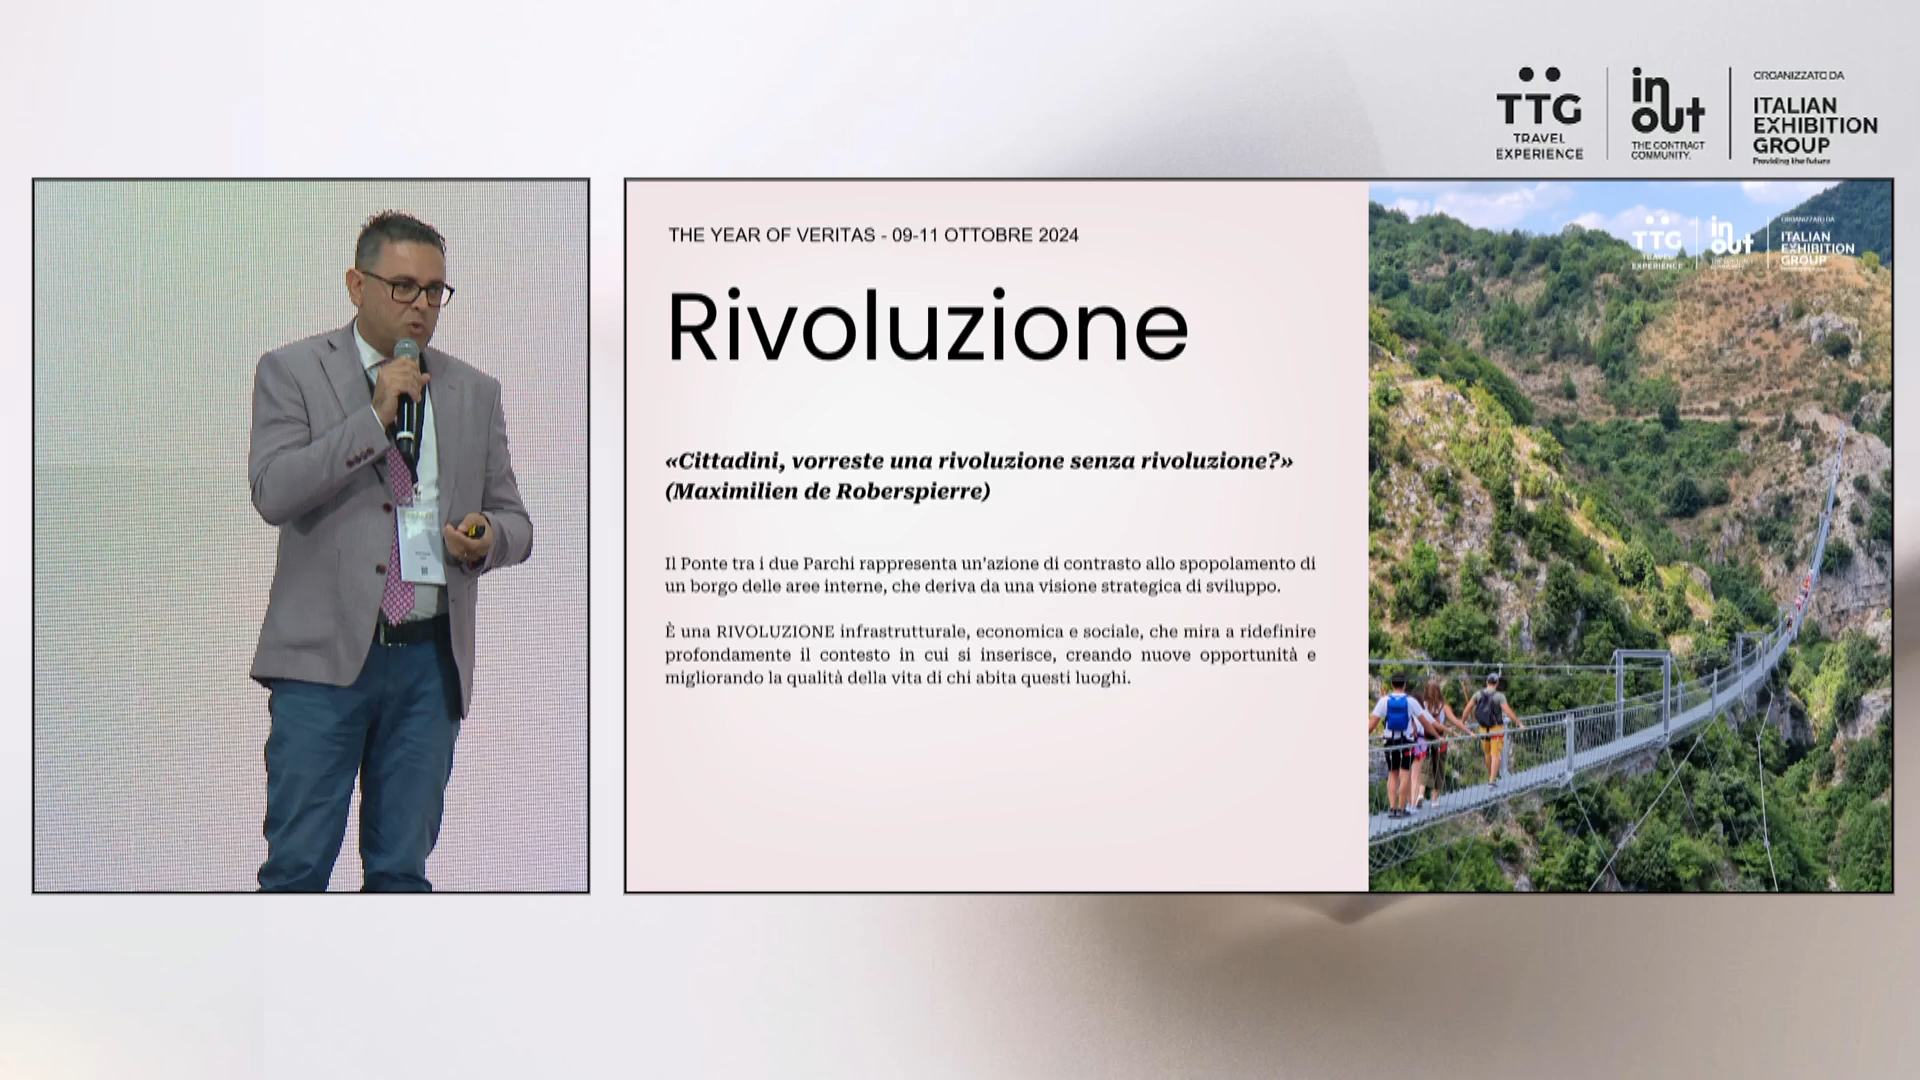 TTG
TRAVEL
EXPERIENCE
in
out
THE CONTRACT
COMMUNITY.
ORGANIZZATO DA
ITALIAN
EXHIBITION
GROUP
Providing the future
THE YEAR OF VERITAS - 09-11 OTTOBRE 2024
Rivoluzione
«Cittadini, vorreste una rivoluzione senza rivoluzione?»
(Maximilien de Roberspierre)
Il Ponte tra i due Parchi rappresenta un'azione di contrasto allo spopolamento di
un borgo delle aree interne, che deriva da una visione strategica di sviluppo.
È una RIVOLUZIONE infrastrutturale, economica e sociale, che mira a ridefinire
profondamente il contesto in cui si inserisce, creando nuove opportunità e
migliorando la qualità della vita di chi abita questi luoghi.
TTG
TRAVEL
EXPERIENCE
in
out
ORGANIZZATO DA
ITALIAN
EXHIBITION
GROUP